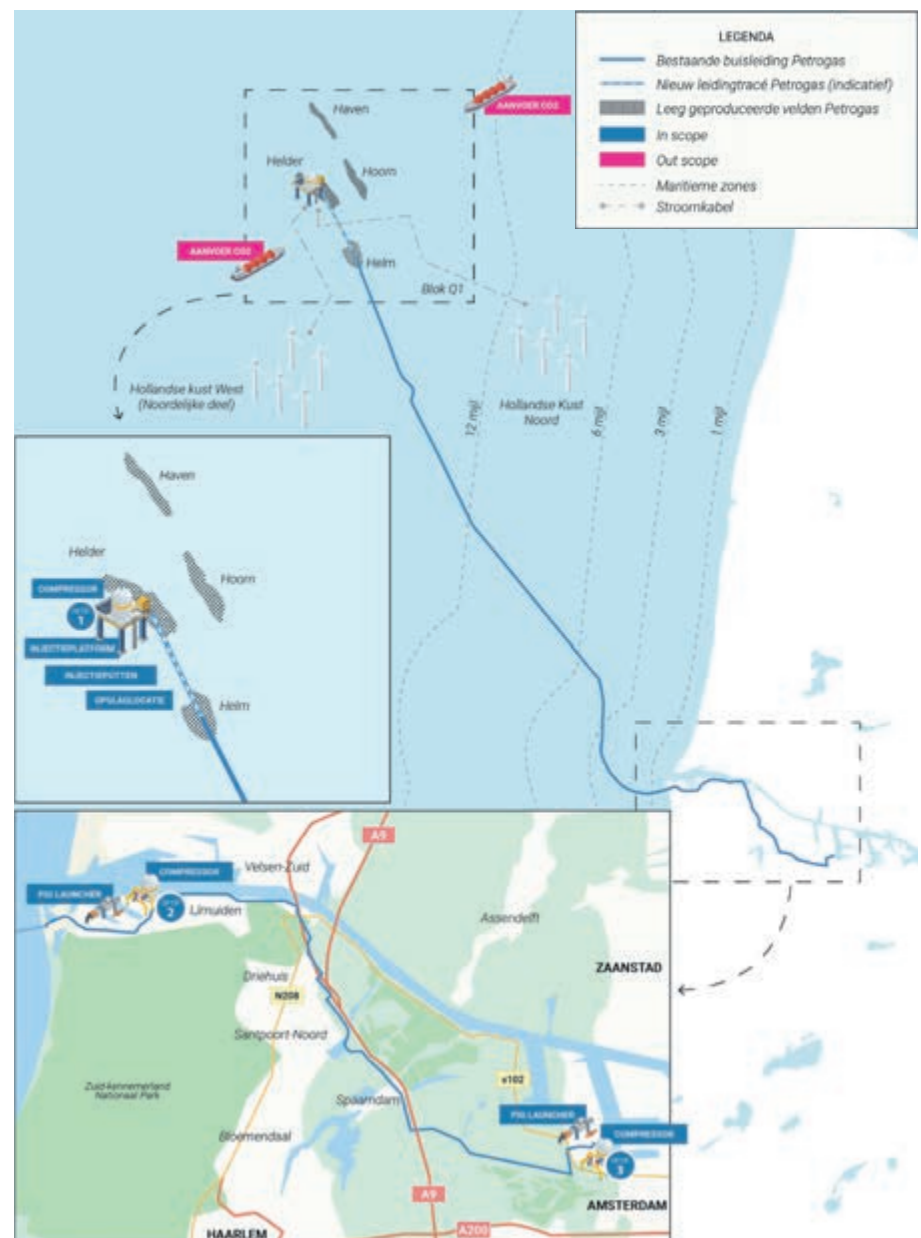 LEGENDA
Bestaande buisleiding Petrogas
Nieuw leidingtracé Petrogas (indicatief)
Leeg geproduceerde velden Petrogas
In scope
Out scope
Maritieme zones
Stroomkabel
AANVOER CO2
Haven
Helder
Hoorn
AANVOER CO2
Helm
Blok Q1
Hollandse kust West
(Noordelijke deel)
Hollandse Kust
Noord
12 mijl
6 mijl
3 mijl
1 mijl
Haven
Helder
Hoorn
COMPRESSOR
1
INJECTIEPLATFORM
INJECTIEPUTTEN
OPSLAGLOCATIE
Helm
A9
COMPRESSOR
Velsen-Zuid
PIG LAUNCHER
2
IJmuiden
Assendelft
ZAANSTAD
Driehuis
N208
Santpoort-Noord
Zuid-kennemerland
Nationaal Park
s102
Spaarndam
PIG LAUNCHER
Bloemendaal
COMPRESSOR
3
A9
AMSTERDAM
HAARLEM
A200